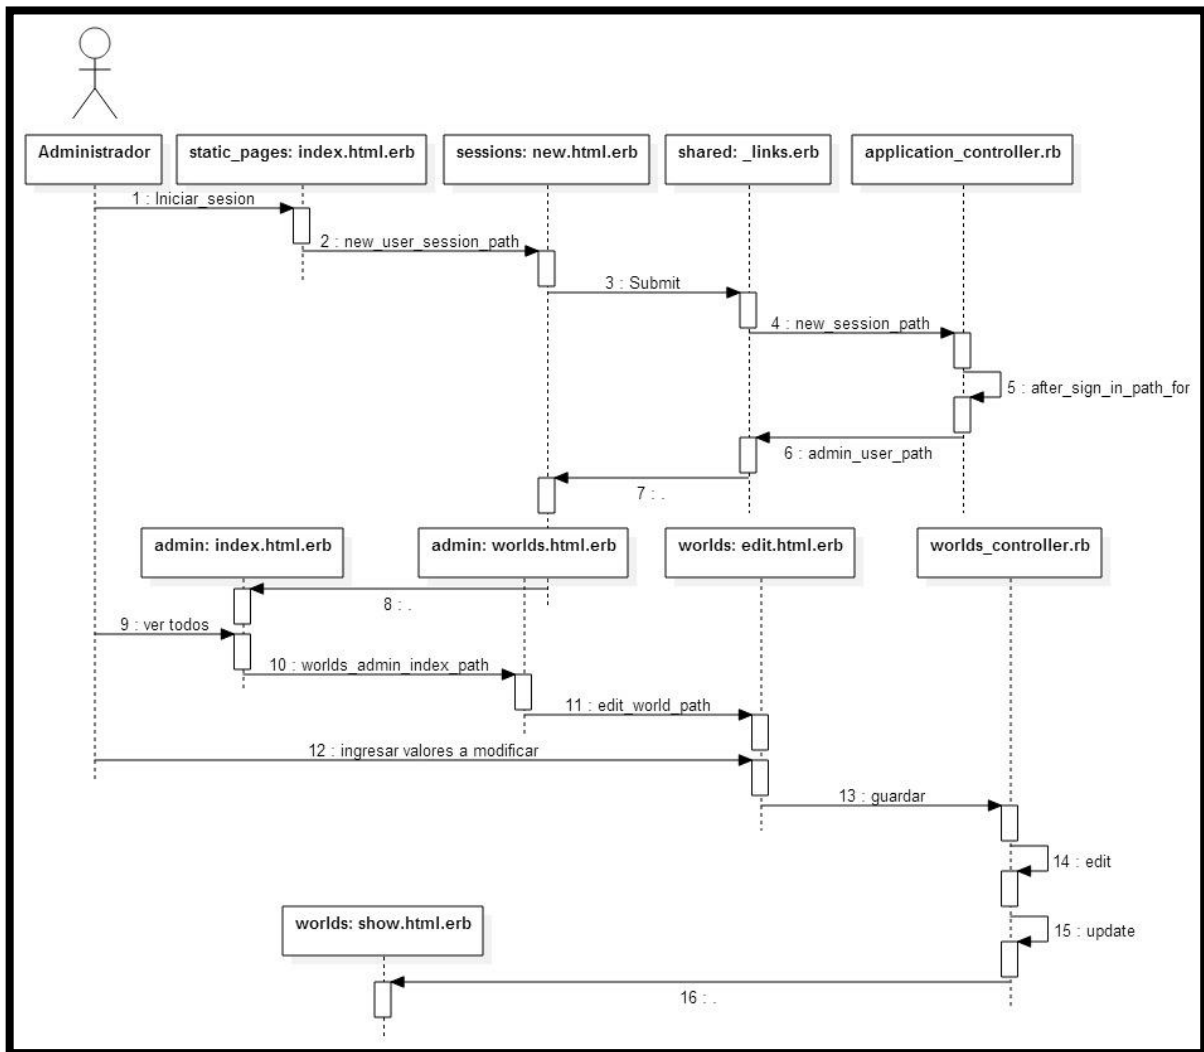 Administrador
static_pages: index.html.erb
sessions: new.html.erb
shared: _links.erb
application_controller.rb
1 : Iniciar_sesion
2 : new_user_session_path
3 : Submit
4 : new_session_path
5 : after_sign_in_path_for
6 : admin_user_path
7 : .
admin: index.html.erb
admin: worlds.html.erb
worlds: edit.html.erb
worlds_controller.rb
8 : .
9 : ver todos
10 : worlds_admin_index_path
11 : edit_world_path
12 : ingresar valores a modificar
13 : guardar
14 : edit
worlds: show.html.erb
15 : update
16 : .